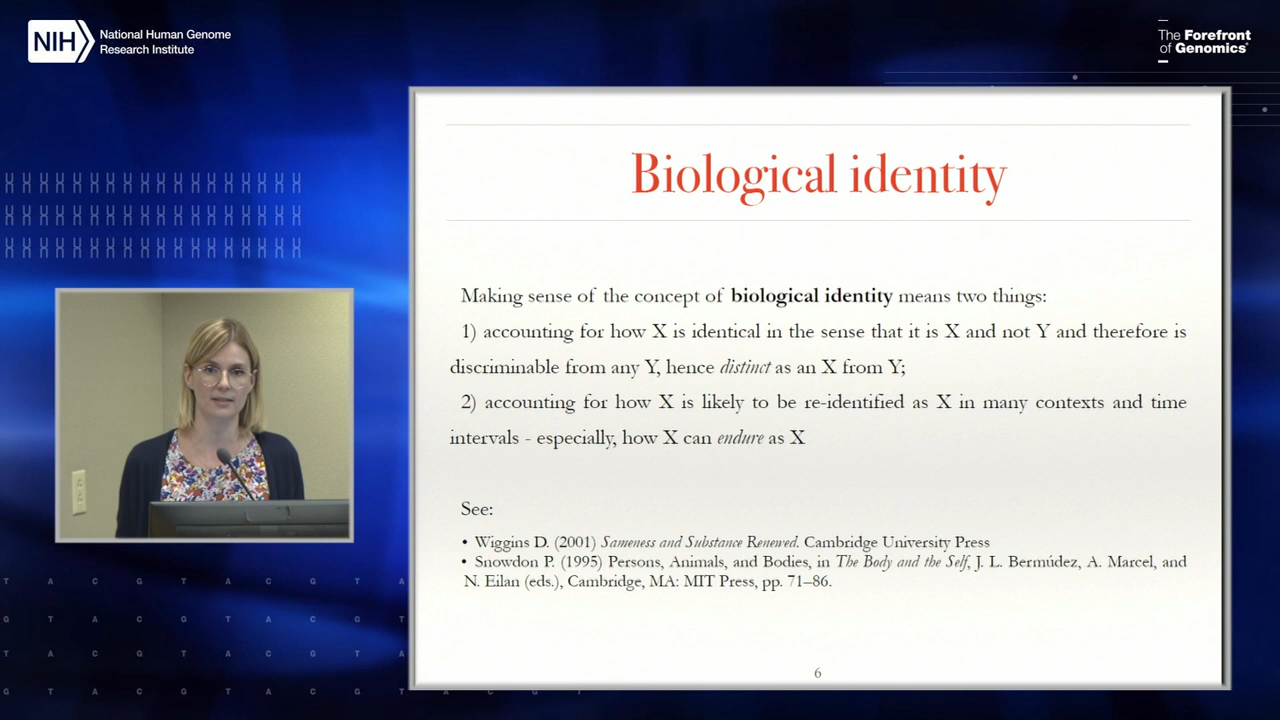 NIH
National Human Genome
Research Institute
The Forefront
of Genomics®
Biological identity
Making sense of the concept of biological identity means two things:
1) accounting for how X is identical in the sense that it is X and not Y and therefore is
discriminable from any Y, hence distinct as an X from Y;
2) accounting for how X is likely to be re-identified as X in many contexts and time
intervals - especially, how X can endure as X
See:
• Wiggins D. (2001) Sameness and Substance Renewed. Cambridge University Press
• Snowdon P. (1995) Persons, Animals, and Bodies, in The Body and the Self, J. L. Bermúdez, A. Marcel, and
N. Eilan (eds.), Cambridge, MA: MIT Press, pp. 71–86.
6
T A C G T A C G T A C G T A
G T A C G T A C G T A C
T A C G T A C G T A C G T A
G T A C G T A C G T A C G T A C G T